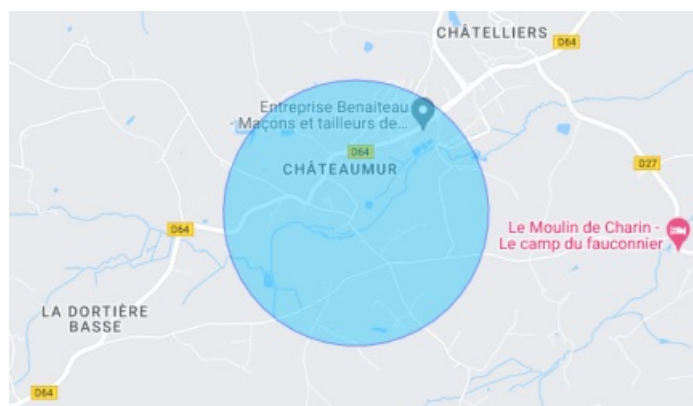 CHÂTELLIERS
D64
Entreprise Benaiteau
Maçons et tailleurs de...
D64
CHÂTEAUMUR
D27
D64
Le Moulin de Charin -
Le camp du fauconnier
LA DORTIÈRE
BASSE
D64